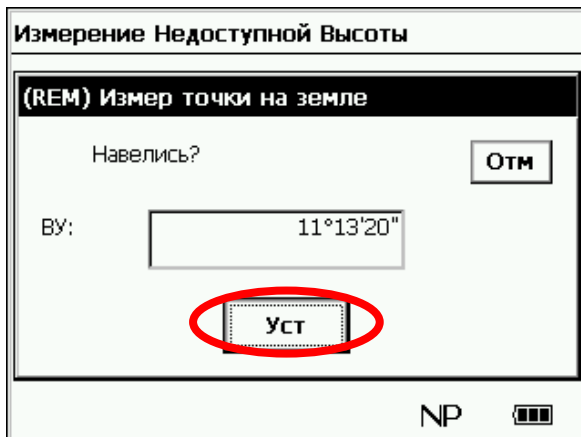 Измерение Недоступной Высоты
(REM) Измер точки на земле
Навелись?
Отм
ВУ:
11°13'20"
Уст
NP